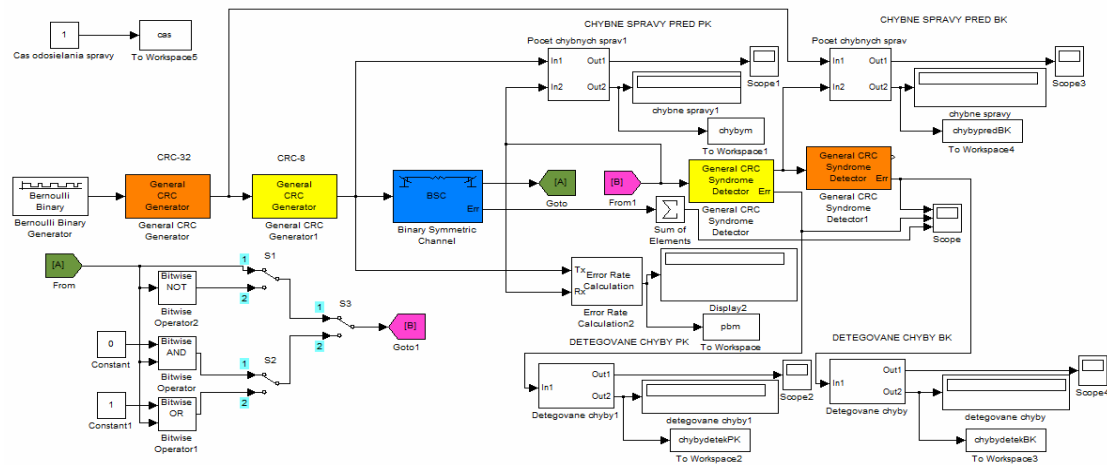 CHYBNE SPRAVY PRED PK
CHYBNE SPRAVY PRED BK
1
Cas odosielania spravy
cas
To Workspace5
Pocet chybnych sprav1
In1
In2
Out1
Out2
Scope1
chybne spravy1
chybym
To Workspace1
Pocet chybnych sprav
In1
In2
Out1
Out2
Scope3
chybne spravy
chybypredBK
To Workspace4
Bernoulli
Binary
Bernoulli Binary
Generator
CRC-32
General
CRC
Generator
General CRC
Generator
CRC-8
General
CRC
Generator
General CRC
Generator1
BSC
Err
Binary Symmetric
Channel
[A]
Goto
[B]
From1
General CRC
Syndrome
Detector
Err
General CRC
Syndrome
Detector
General CRC
Syndrome
Detector
Err
General CRC
Syndrome
Detector1
Sum of
Elements
Scope
[A]
From
Bitwise
NOT
Bitwise
Operator2
1
S1
2
0
Constant
Bitwise
AND
Bitwise
Operator
1
S2
2
1
Constant1
Bitwise
OR
Bitwise
Operator1
1
S3
2
[B]
Goto1
Tx
Rx
Error Rate
Calculation
Error Rate
Calculation2
Display2
pbm
To Workspace
DETEGOVANE CHYBY PK
In1
Out1
Out2
Detegovane chyby1
Scope2
detegovane chyby1
chybydetekPK
To Workspace2
DETEGOVANE CHYBY BK
In1
Out1
Out2
Detegovane chyby
Scope4
detegovane chyby
chybydetekBK
To Workspace3